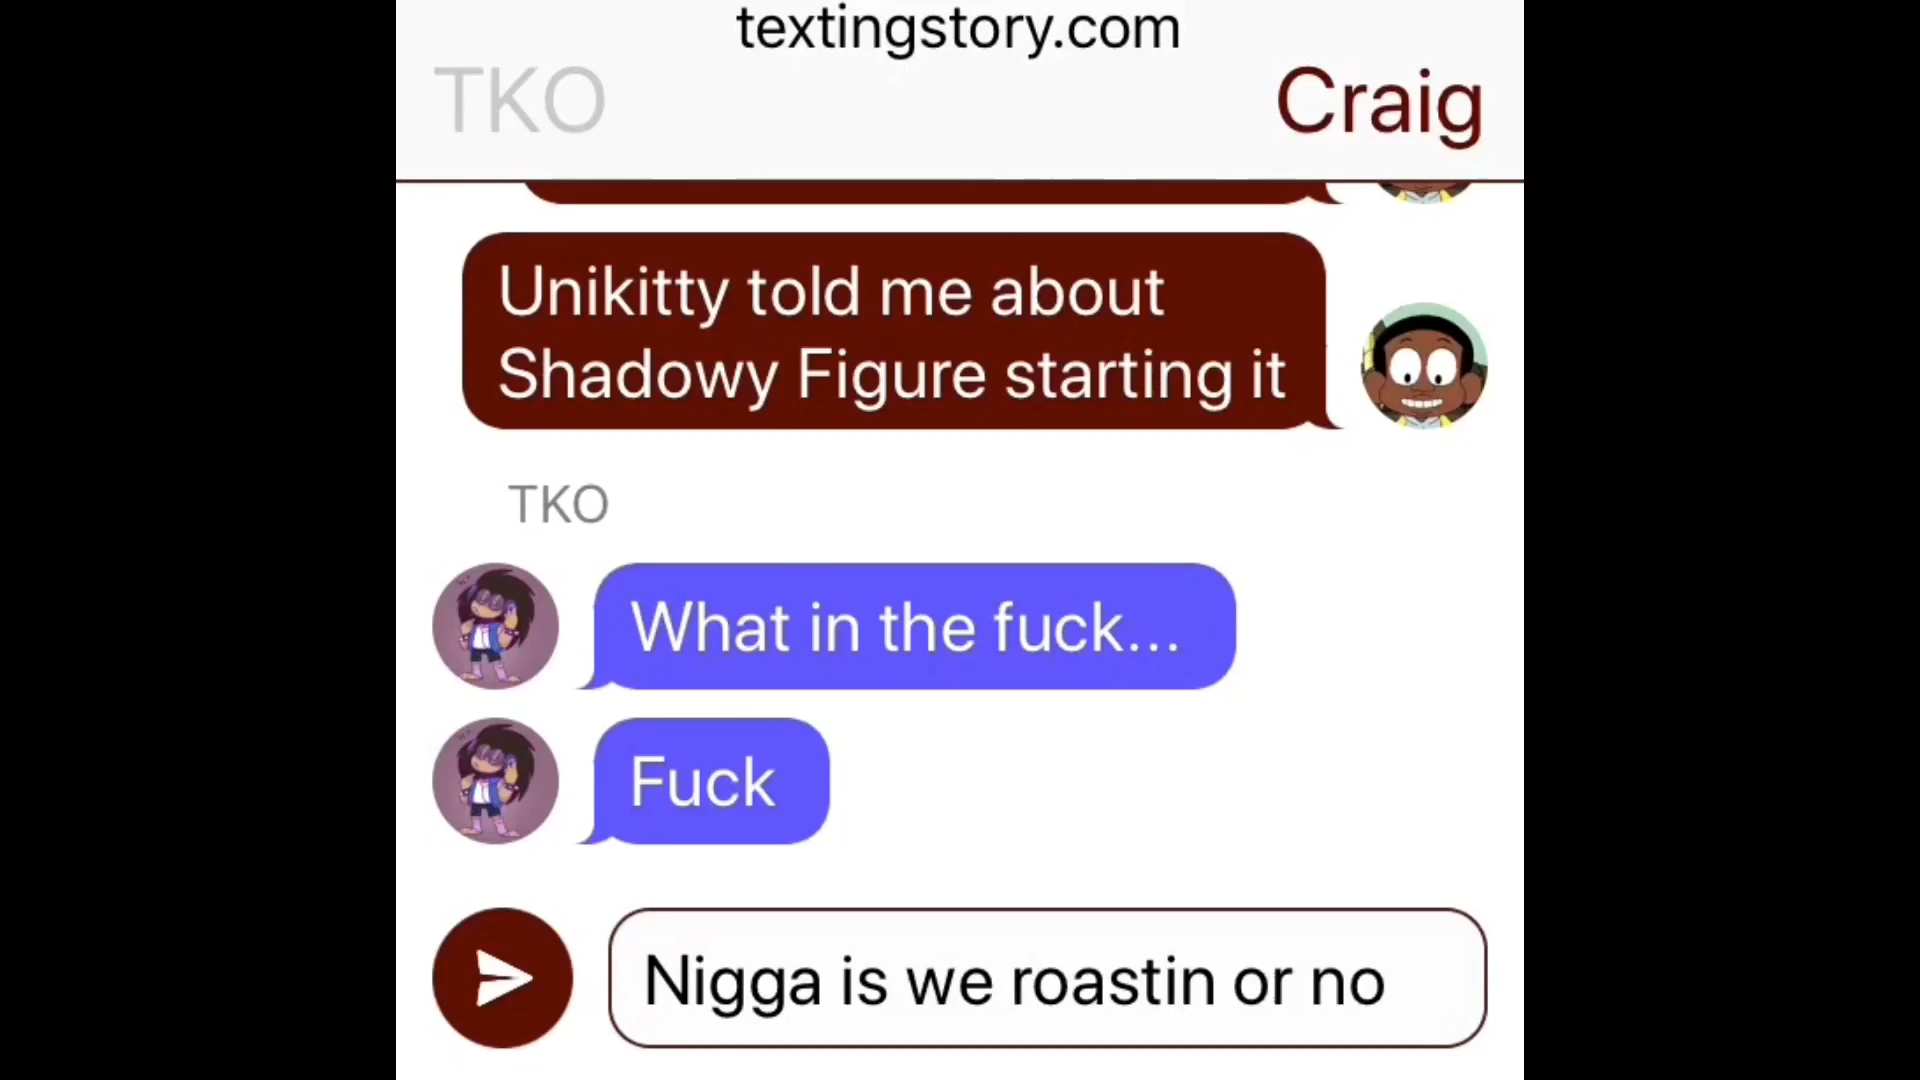 textingstory.com
TKO
Craig
Unikitty told me about
Shadowy Figure starting it
TKO
What in the fuck...
Fuck
Nigga is we roastin or no